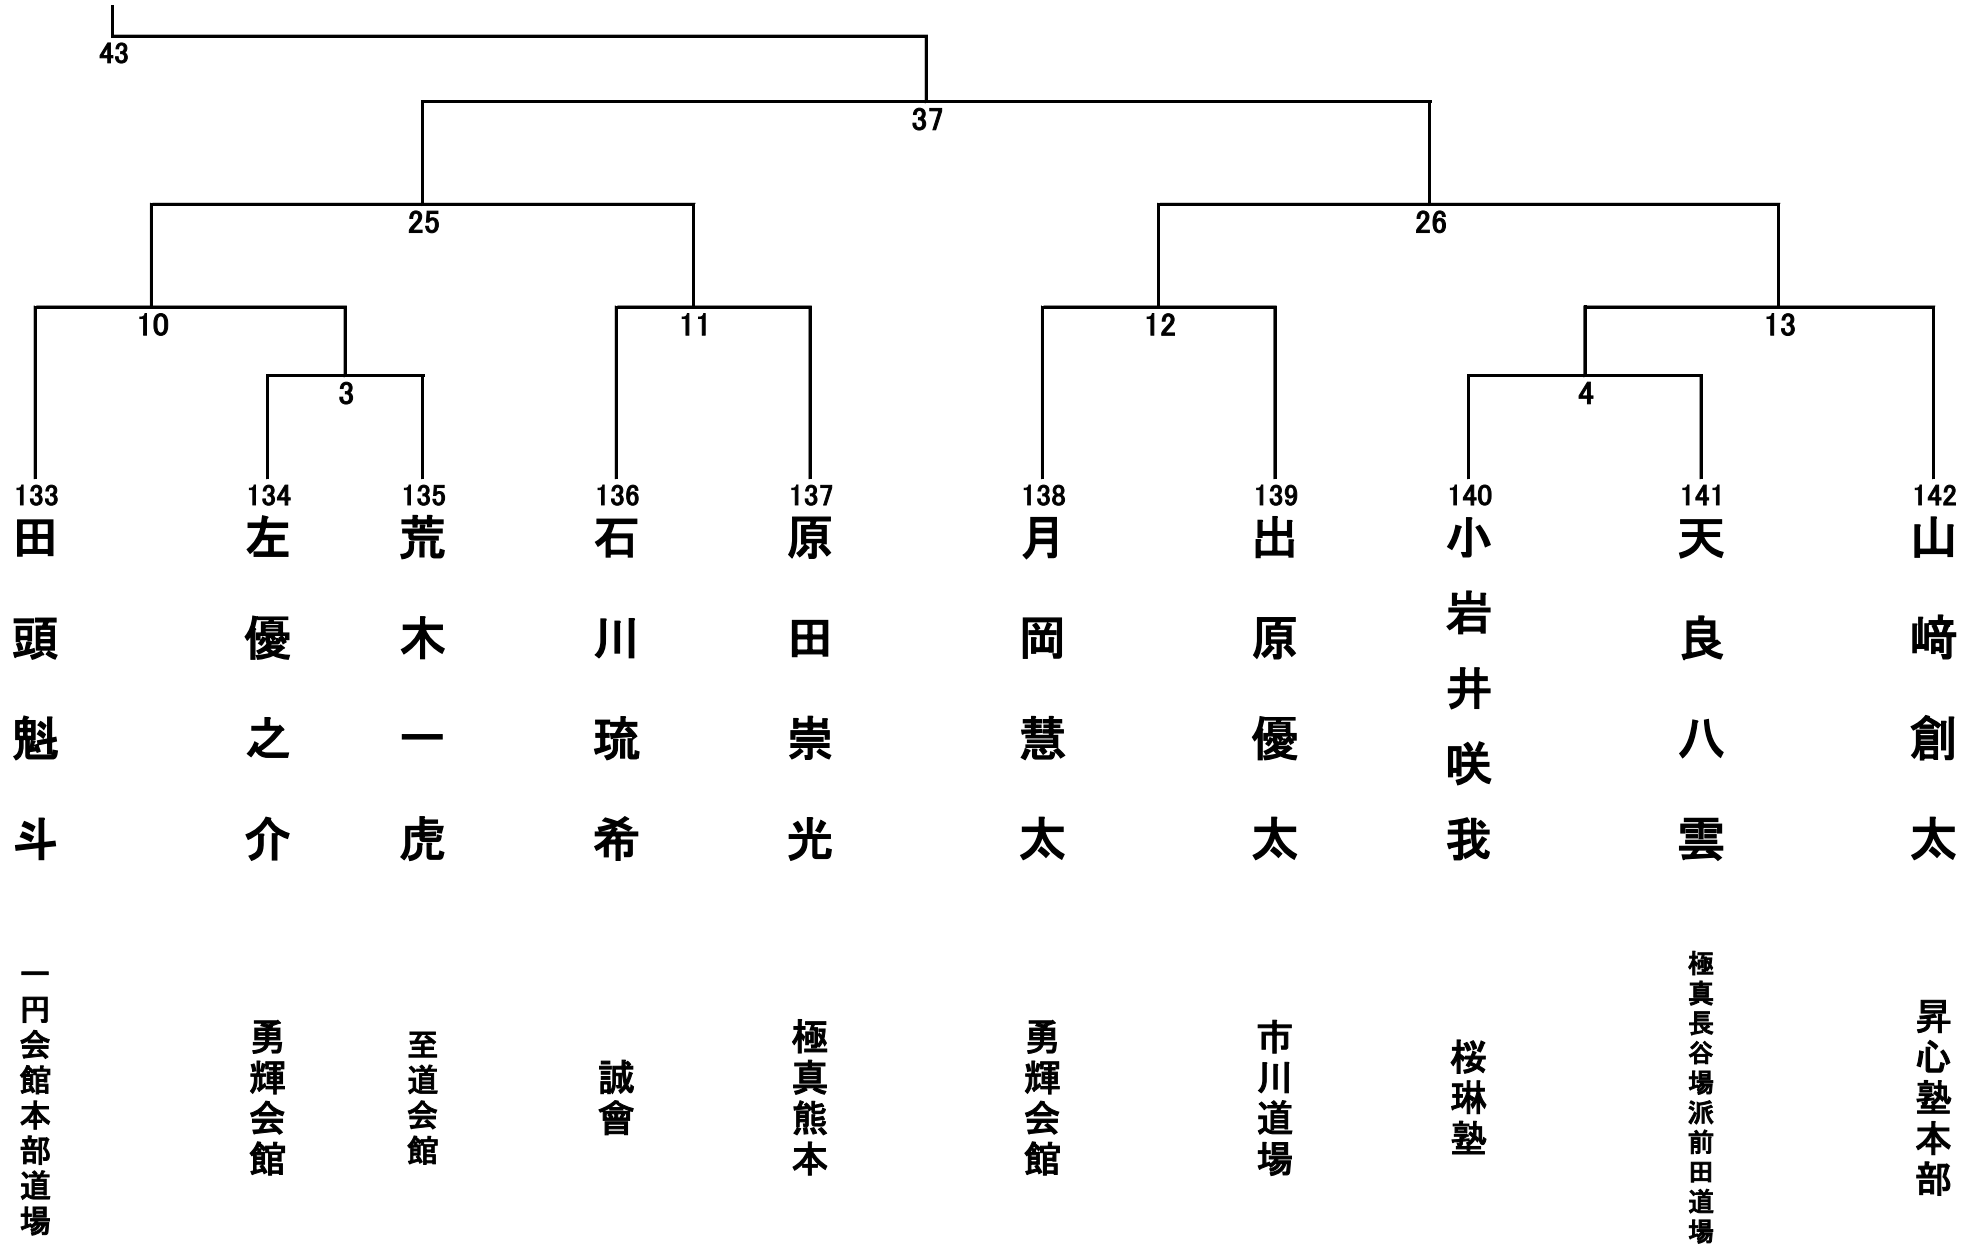 43
37
25
26
10
11
12
13
3
4
133
134
135
136
137
138
139
140
141
142
田頭魁斗
左優之介
荒木一虎
石川琉希
原田崇光
月岡慧太
出原優太
小岩井咲我
天良八雲
山﨑創太
一円会館本部道場
勇輝会館
至道会館
誠會
極真熊本
勇輝会館
市川道場
桜琳塾
極真長谷場派前田道場
昇心塾本部